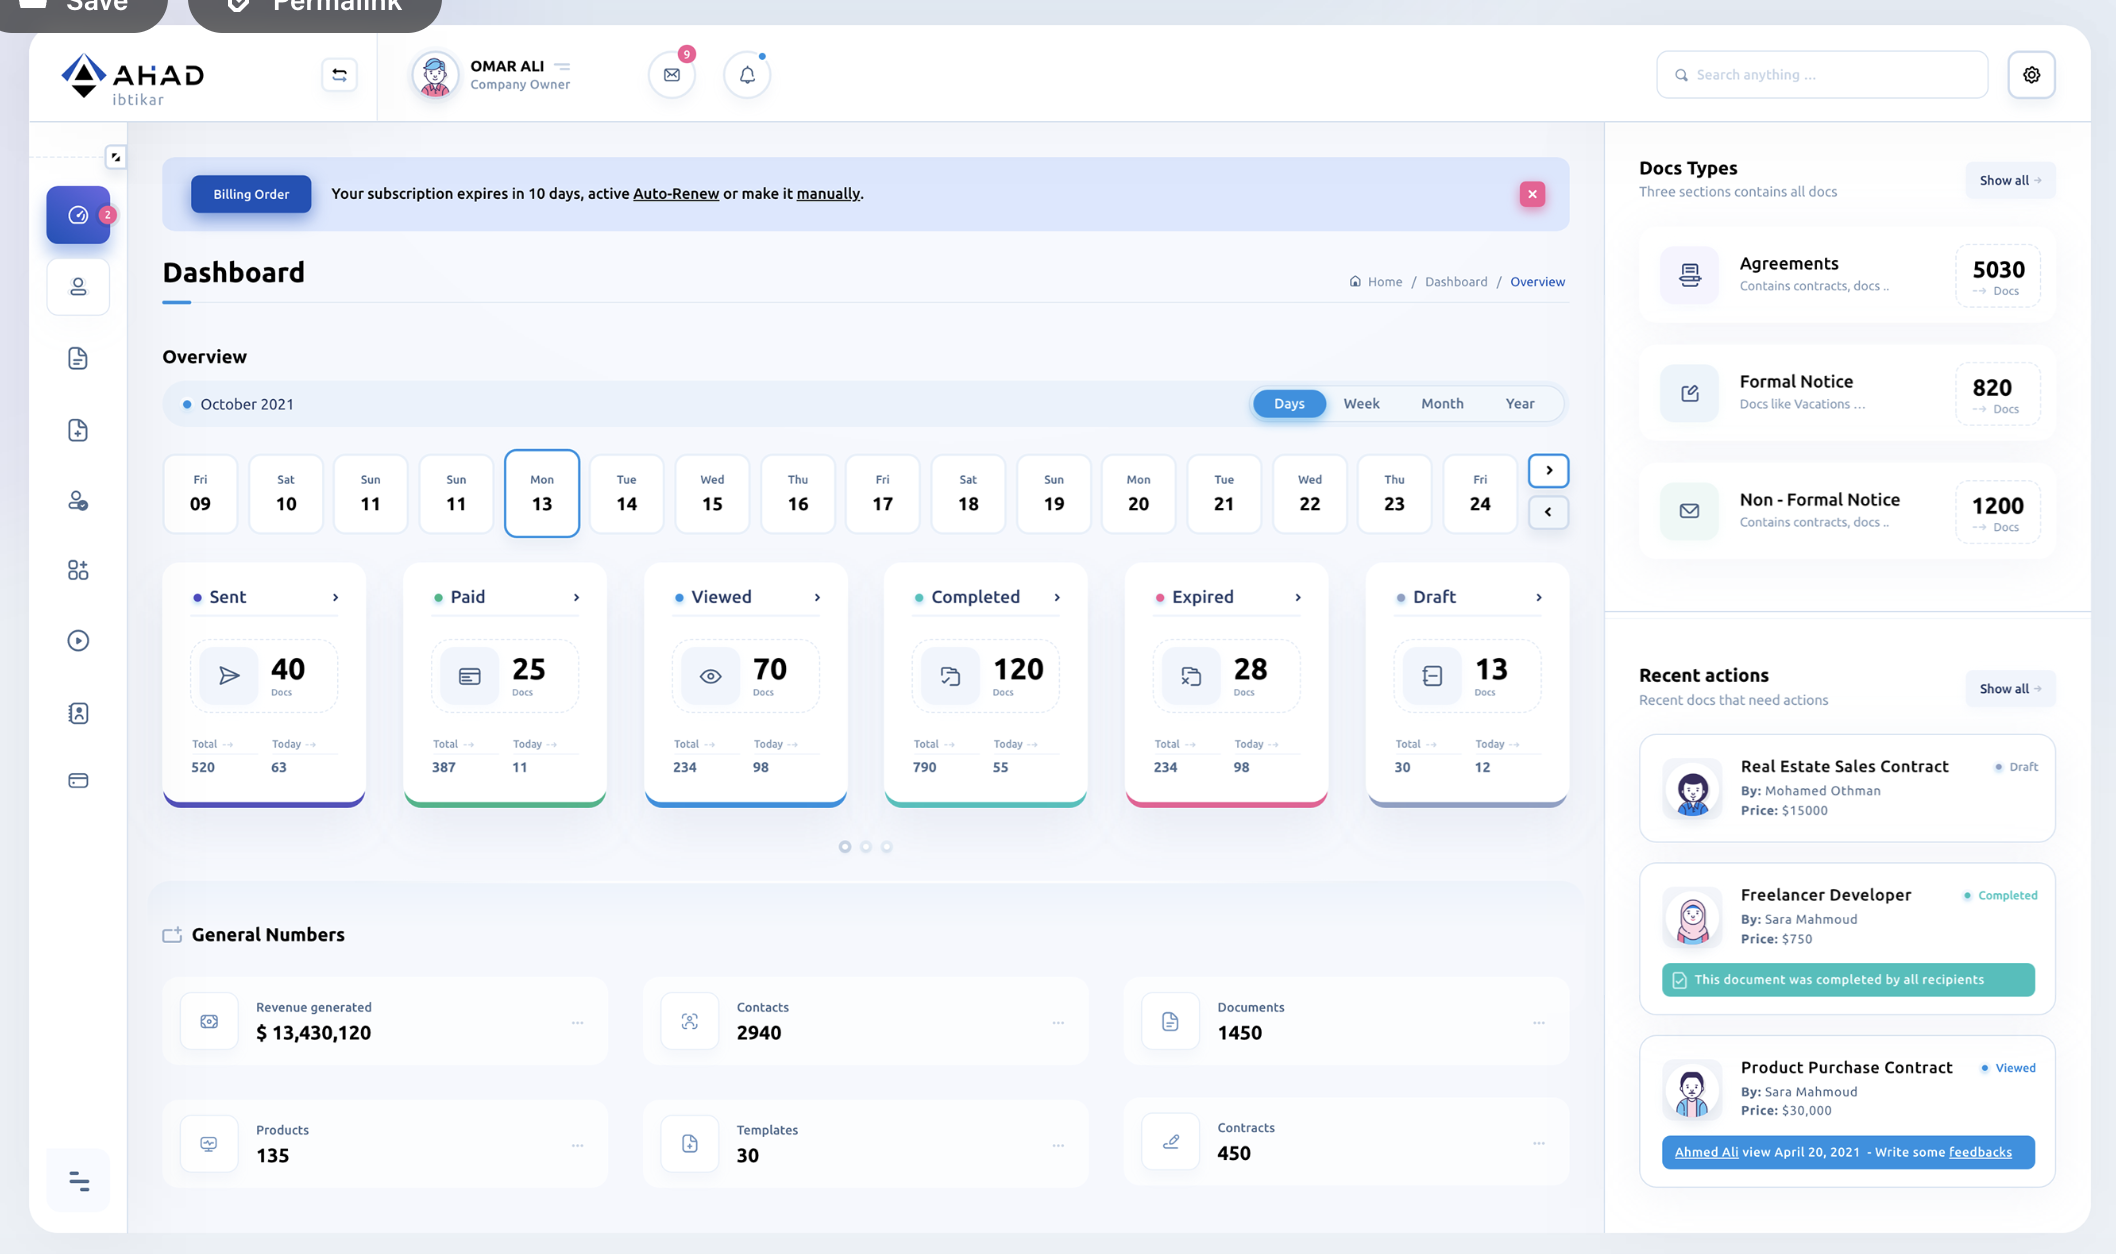 Save
Permalink
AHAD
ibtikar
OMAR ALI
Company Owner
9
Search anything ...
2
Billing Order
Your subscription expires in 10 days, active Auto-Renew or make it manually.
Dashboard
Home / Dashboard / Overview
Overview
October 2021
Days Week Month Year
Fri Sat Sun Sun Mon Tue Wed Thu Fri Sat Sun Mon Tue Wed Thu Fri
09 10 11 11 13 14 15 16 17 18 19 20 21 22 23 24
Sent
40
Docs
Total Today
520 63
Paid
25
Docs
Total Today
387 11
Viewed
70
Docs
Total Today
234 98
Completed
120
Docs
Total Today
790 55
Expired
28
Docs
Total Today
234 98
Draft
13
Docs
Total Today
30 12
General Numbers
Revenue generated
$ 13,430,120
Contacts
2940
Documents
1450
Products
135
Templates
30
Contracts
450
Docs Types
Three sections contains all docs
Show all
Agreements
Contains contracts, docs ..
5030
Docs
Formal Notice
Docs like Vacations ...
820
Docs
Non - Formal Notice
Contains contracts, docs ..
1200
Docs
Recent actions
Recent docs that need actions
Show all
Real Estate Sales Contract
Draft
By: Mohamed Othman
Price: $15000
Freelancer Developer
Completed
By: Sara Mahmoud
Price: $750
This document was completed by all recipients
Product Purchase Contract
Viewed
By: Sara Mahmoud
Price: $30,000
Ahmed Ali view April 20, 2021 - Write some feedbacks